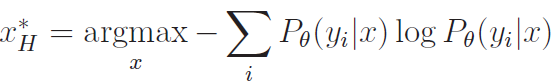 x*_H = argmax_x − ∑_i P_θ(y_i|x) log P_θ(y_i|x)